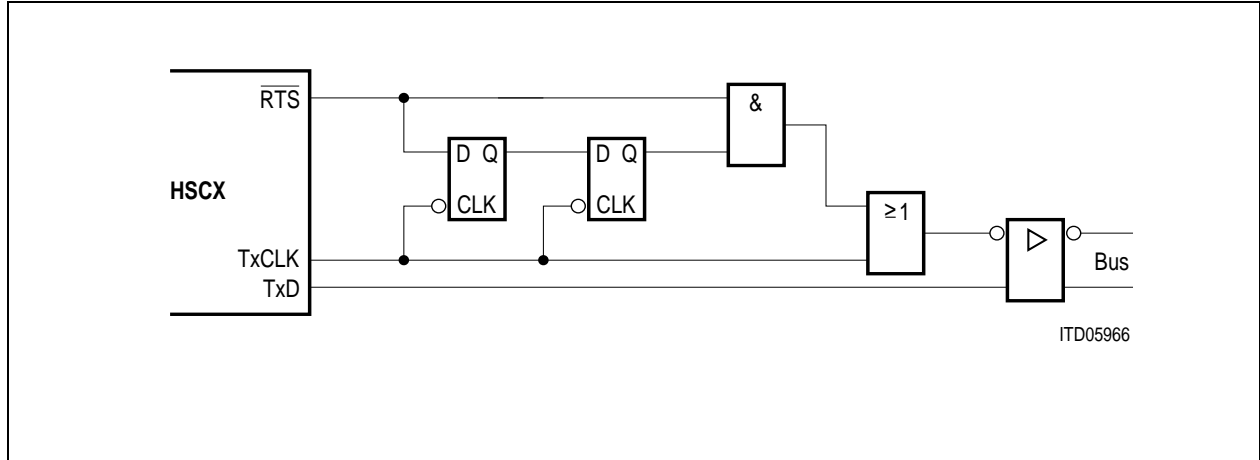 RTS
&
D Q
D Q
HSCX
CLK
CLK
≥1
TxCLK
Bus
TxD
ITD05966